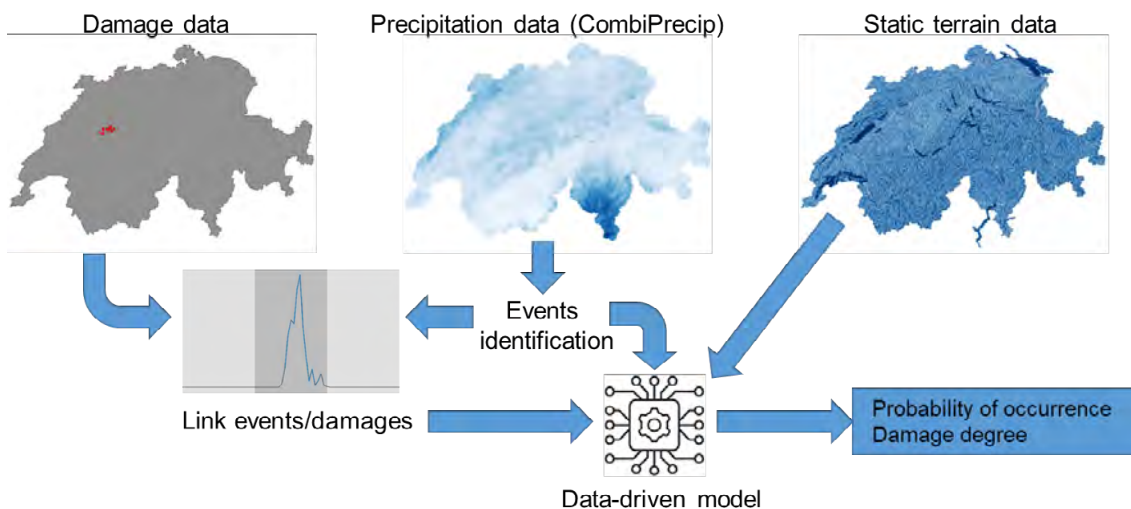 Damage data
Precipitation data (CombiPrecip)
Static terrain data
Events
identification
Link events/damages
Probability of occurrence
Damage degree
Data-driven model